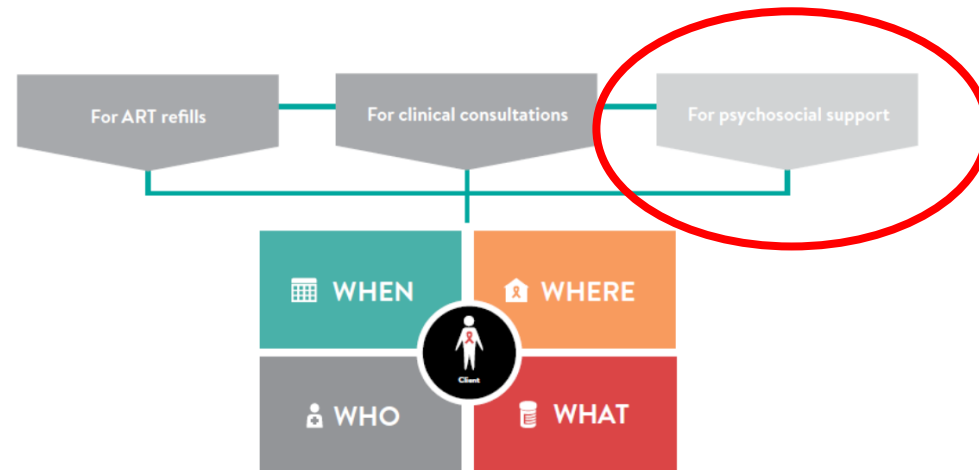 For ART refills
For clinical consultations
For psychosocial support
WHEN
WHERE
Client
WHO
WHAT